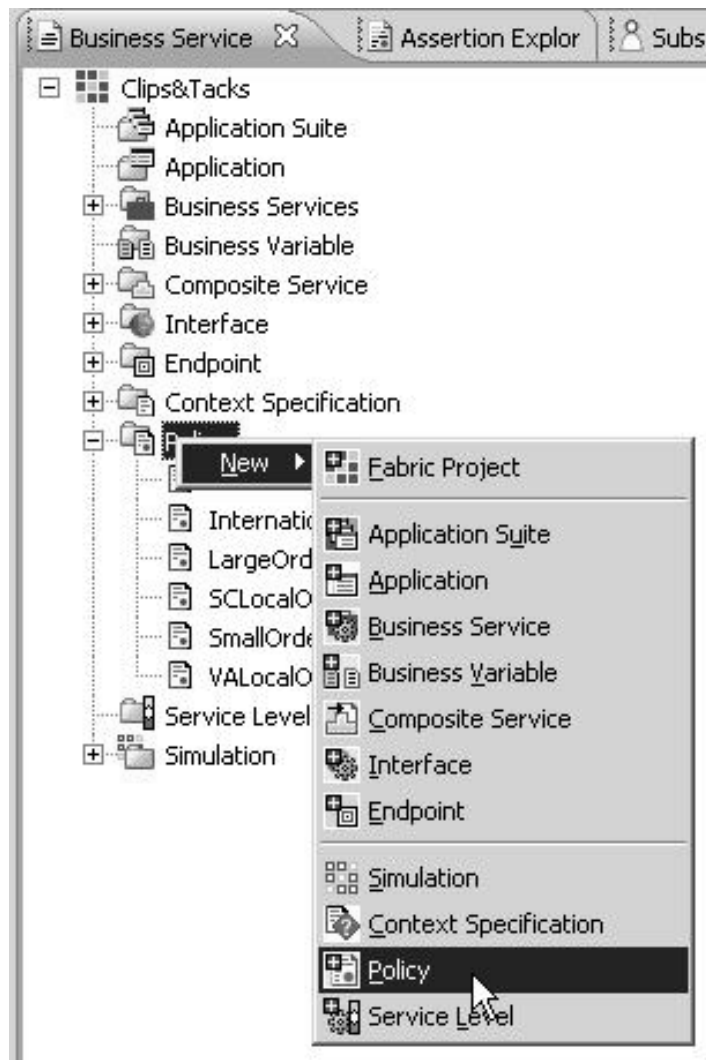 Business Service Assertion Explor Subs
Clips&Tacks
Application Suite
Application
Business Services
Business Variable
Composite Service
Interface
Endpoint
Context Specification
New
Fabric Project
Application Suite
Application
Business Service
Business Variable
Composite Service
Interface
Endpoint
Simulation
Context Specification
Policy
Service Level
Internatio
LargeOrd
SCLocalO
SmallOrde
VALocalO
Service Level
Simulation